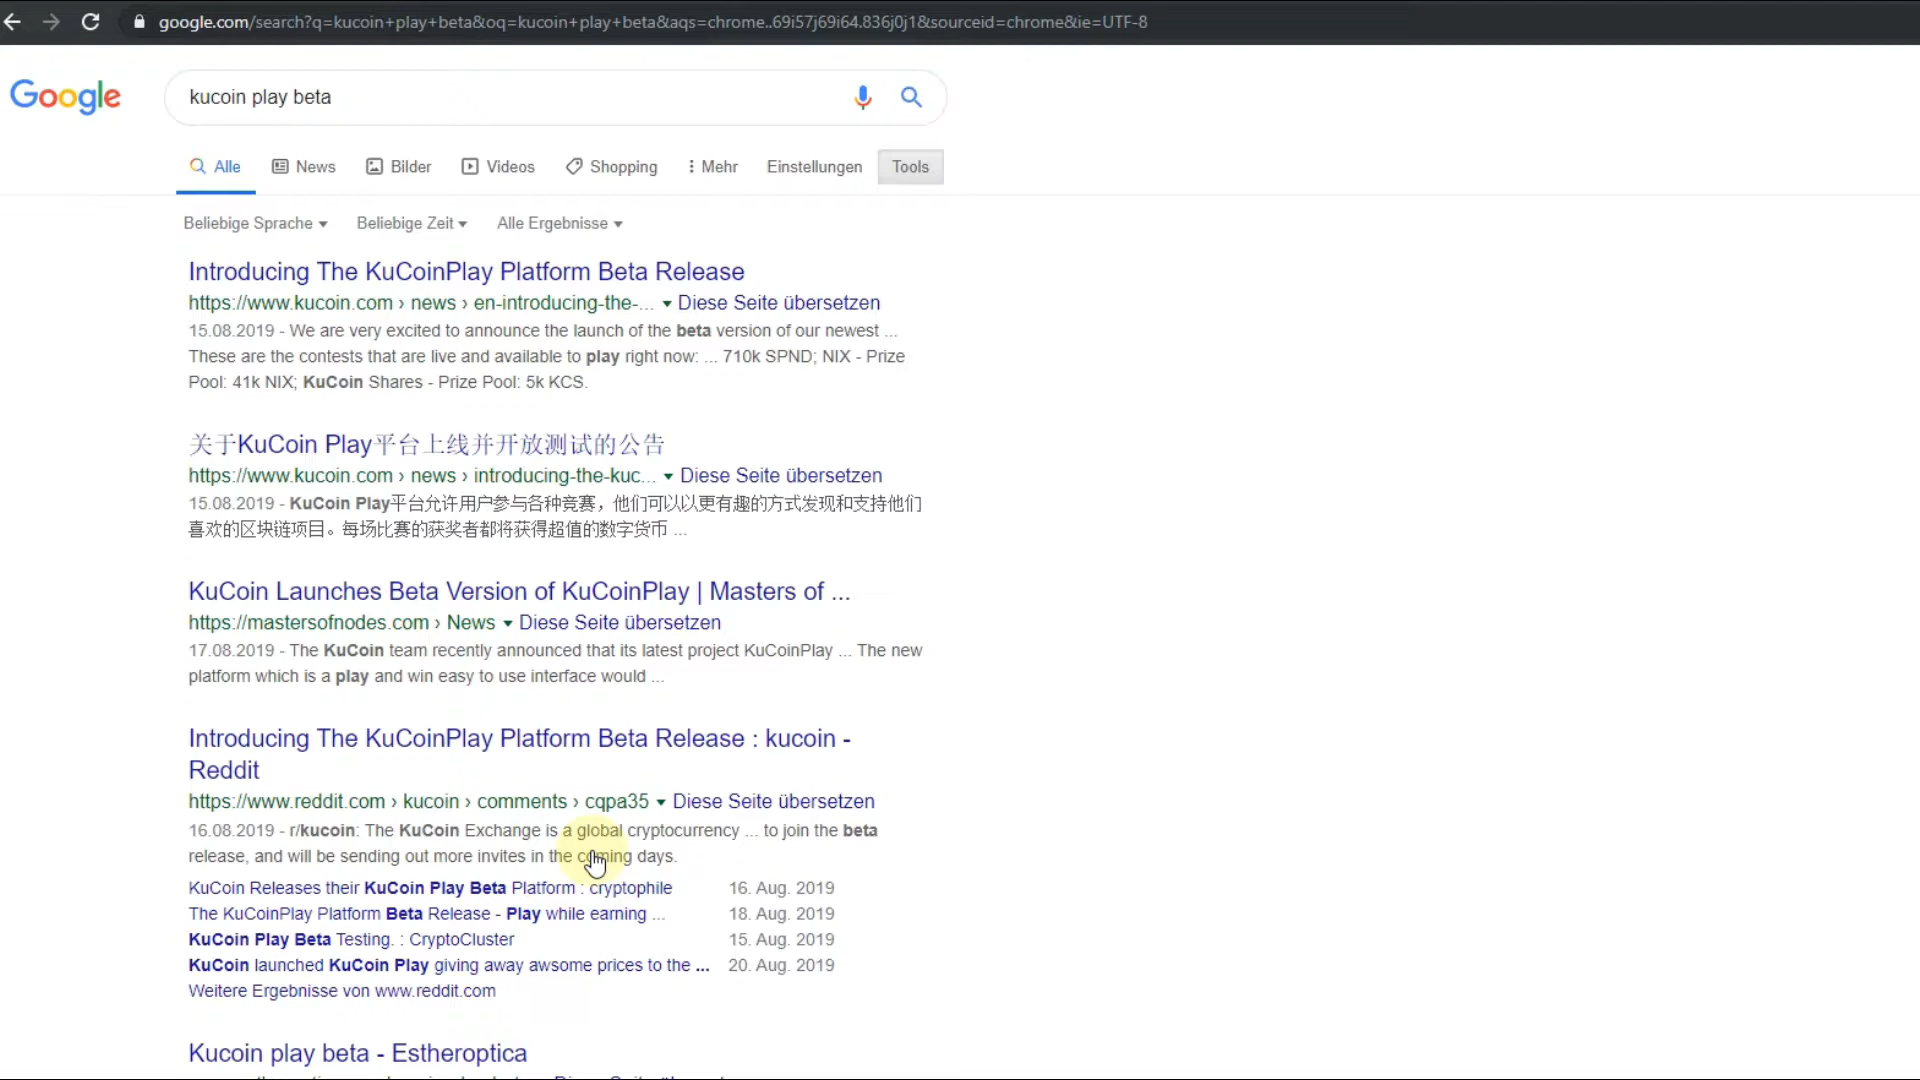 google.com/search?q=kucoin+play+beta&oq=kucoin+play+beta&aqs=chrome..69i57j69i64.836j0j1&sourceid=chrome&ie=UTF-8
Google
kucoin play beta
Alle News Bilder Videos Shopping Mehr Einstellungen Tools
Beliebige Sprache Beliebige Zeit Alle Ergebnisse
Introducing The KuCoinPlay Platform Beta Release
https://www.kucoin.com › news › en-introducing-the-... Diese Seite übersetzen
15.08.2019 - We are very excited to announce the launch of the beta version of our newest ...
These are the contests that are live and available to play right now: ... 710k SPND; NIX - Prize
Pool: 41k NIX; KuCoin Shares - Prize Pool: 5k KCS.
关于KuCoin Play平台上线并开放测试的公告
https://www.kucoin.com › news › introducing-the-kuc... Diese Seite übersetzen
15.08.2019 - KuCoin Play平台允许用户参与各种竞赛，他们可以以更有趣的方式发现和支持他们
喜欢的区块链项目。每场比赛的获奖者都将获得超值的数字货币 ...
KuCoin Launches Beta Version of KuCoinPlay | Masters of ...
https://mastersofnodes.com › News Diese Seite übersetzen
17.08.2019 - The KuCoin team recently announced that its latest project KuCoinPlay ... The new
platform which is a play and win easy to use interface would ...
Introducing The KuCoinPlay Platform Beta Release : kucoin -
Reddit
https://www.reddit.com › kucoin › comments › cqpa35 Diese Seite übersetzen
16.08.2019 - r/kucoin: The KuCoin Exchange is a global cryptocurrency ... to join the beta
release, and will be sending out more invites in the coming days.
KuCoin Releases their KuCoin Play Beta Platform : cryptophile 16. Aug. 2019
The KuCoinPlay Platform Beta Release - Play while earning ... 18. Aug. 2019
KuCoin Play Beta Testing. : CryptoCluster 15. Aug. 2019
KuCoin launched KuCoin Play giving away awsome prices to the ... 20. Aug. 2019
Weitere Ergebnisse von www.reddit.com
Kucoin play beta - Estheroptica